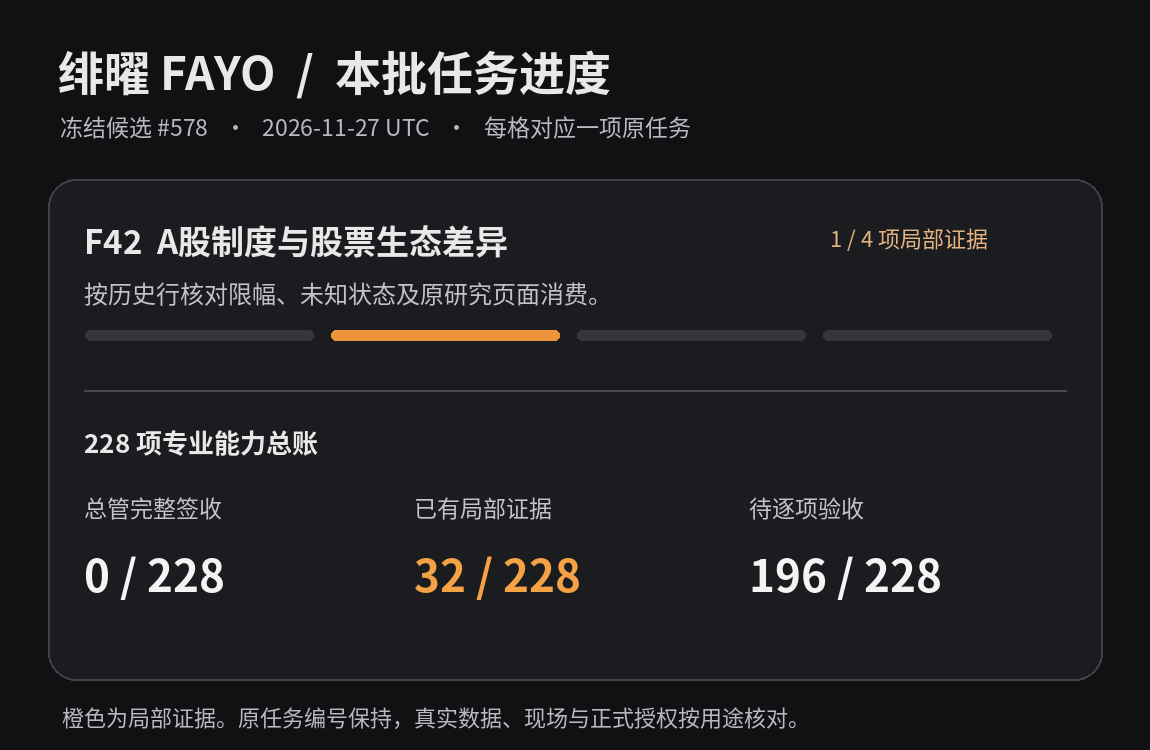 绯曜 FAYO / 本批任务进度
冻结候选 #578 • 2026-11-27 UTC • 每格对应一项原任务
F42 A股制度与股票生态差异
1 / 4 项局部证据
按历史行核对限幅、未知状态及原研究页面消费。
228 项专业能力总账
总管完整签收
已有局部证据
待逐项验收
0 / 228
32 / 228
196 / 228
橙色为局部证据。原任务编号保持，真实数据、现场与正式授权按用途核对。